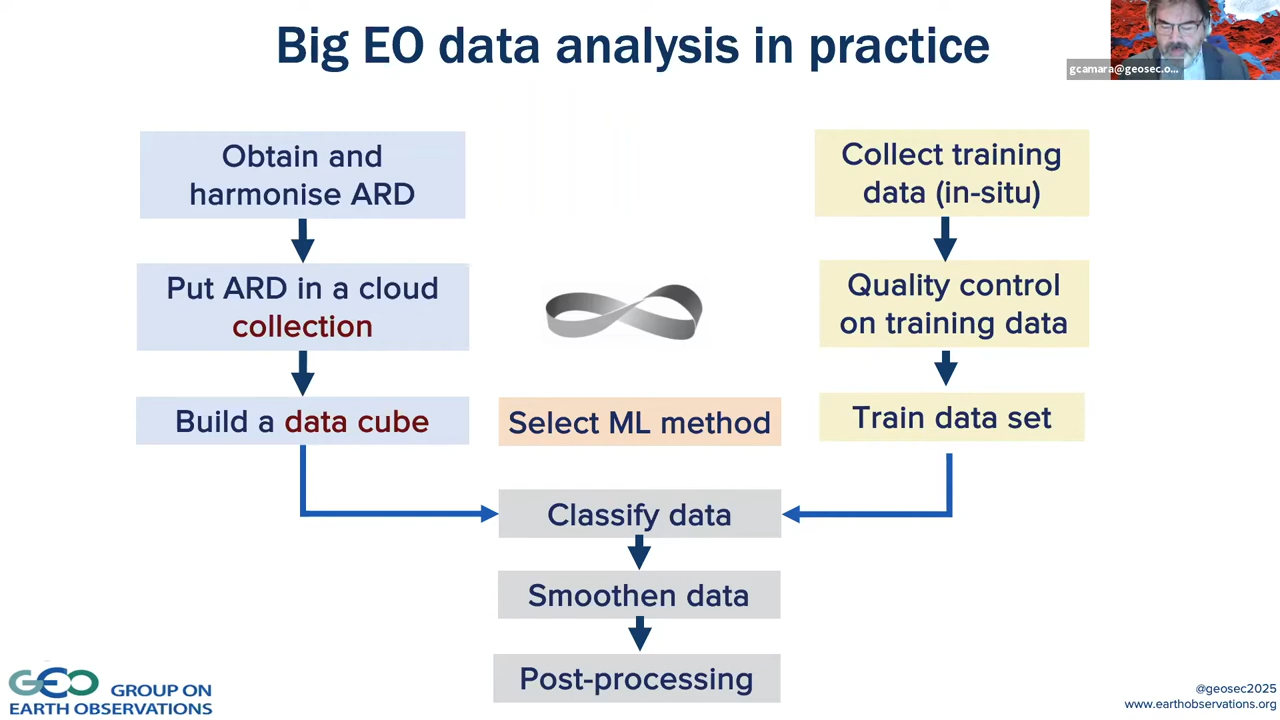 Big EO data analysis in practice
gcamara@geosec.o...
Obtain and
harmonise ARD
Put ARD in a cloud
collection
Build a data cube
Select ML method
Collect training
data (in-situ)
Quality control
on training data
Train data set
Classify data
Smoothen data
Post-processing
GEO GROUP ON
EARTH OBSERVATIONS
@geosec2025
www.earthobservations.org